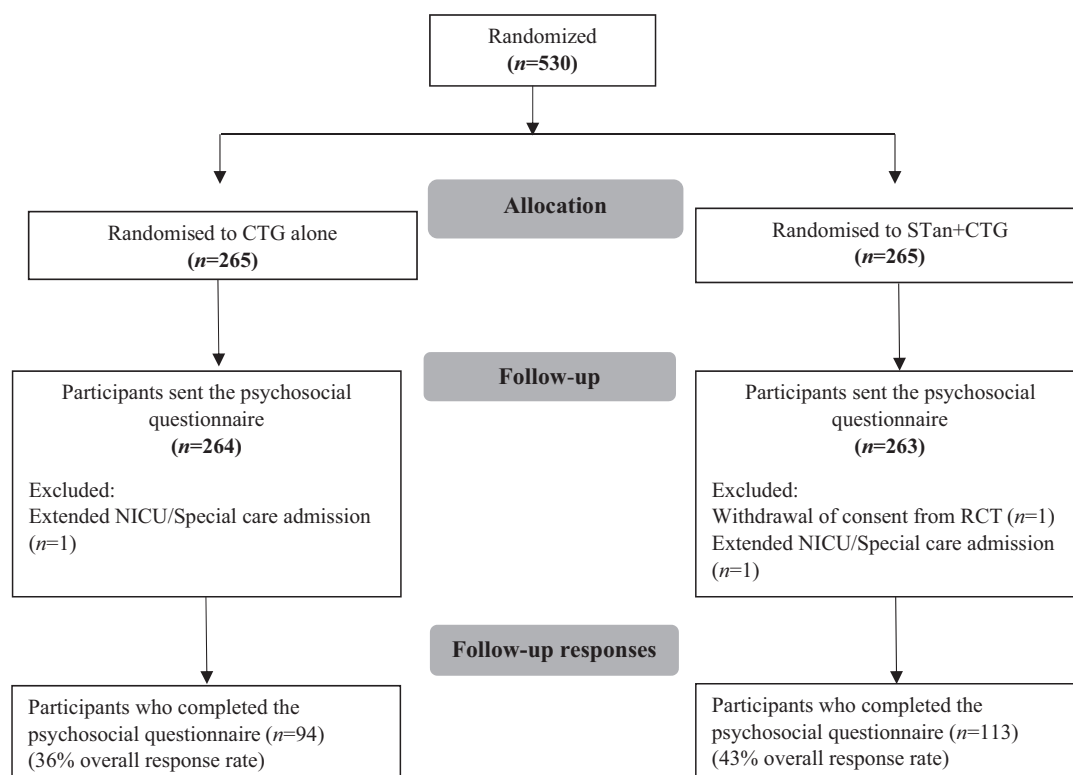 Randomized
(n=530)
Allocation
Randomised to CTG alone
(n=265)
Randomised to STan+CTG
(n=265)
Follow-up
Participants sent the psychosocial
questionnaire
(n=264)
Excluded:
Extended NICU/Special care admission
(n=1)
Participants sent the psychosocial
questionnaire
(n=263)
Excluded:
Withdrawal of consent from RCT (n=1)
Extended NICU/Special care admission
(n=1)
Follow-up responses
Participants who completed the
psychosocial questionnaire (n=94)
(36% overall response rate)
Participants who completed the
psychosocial questionnaire (n=113)
(43% overall response rate)